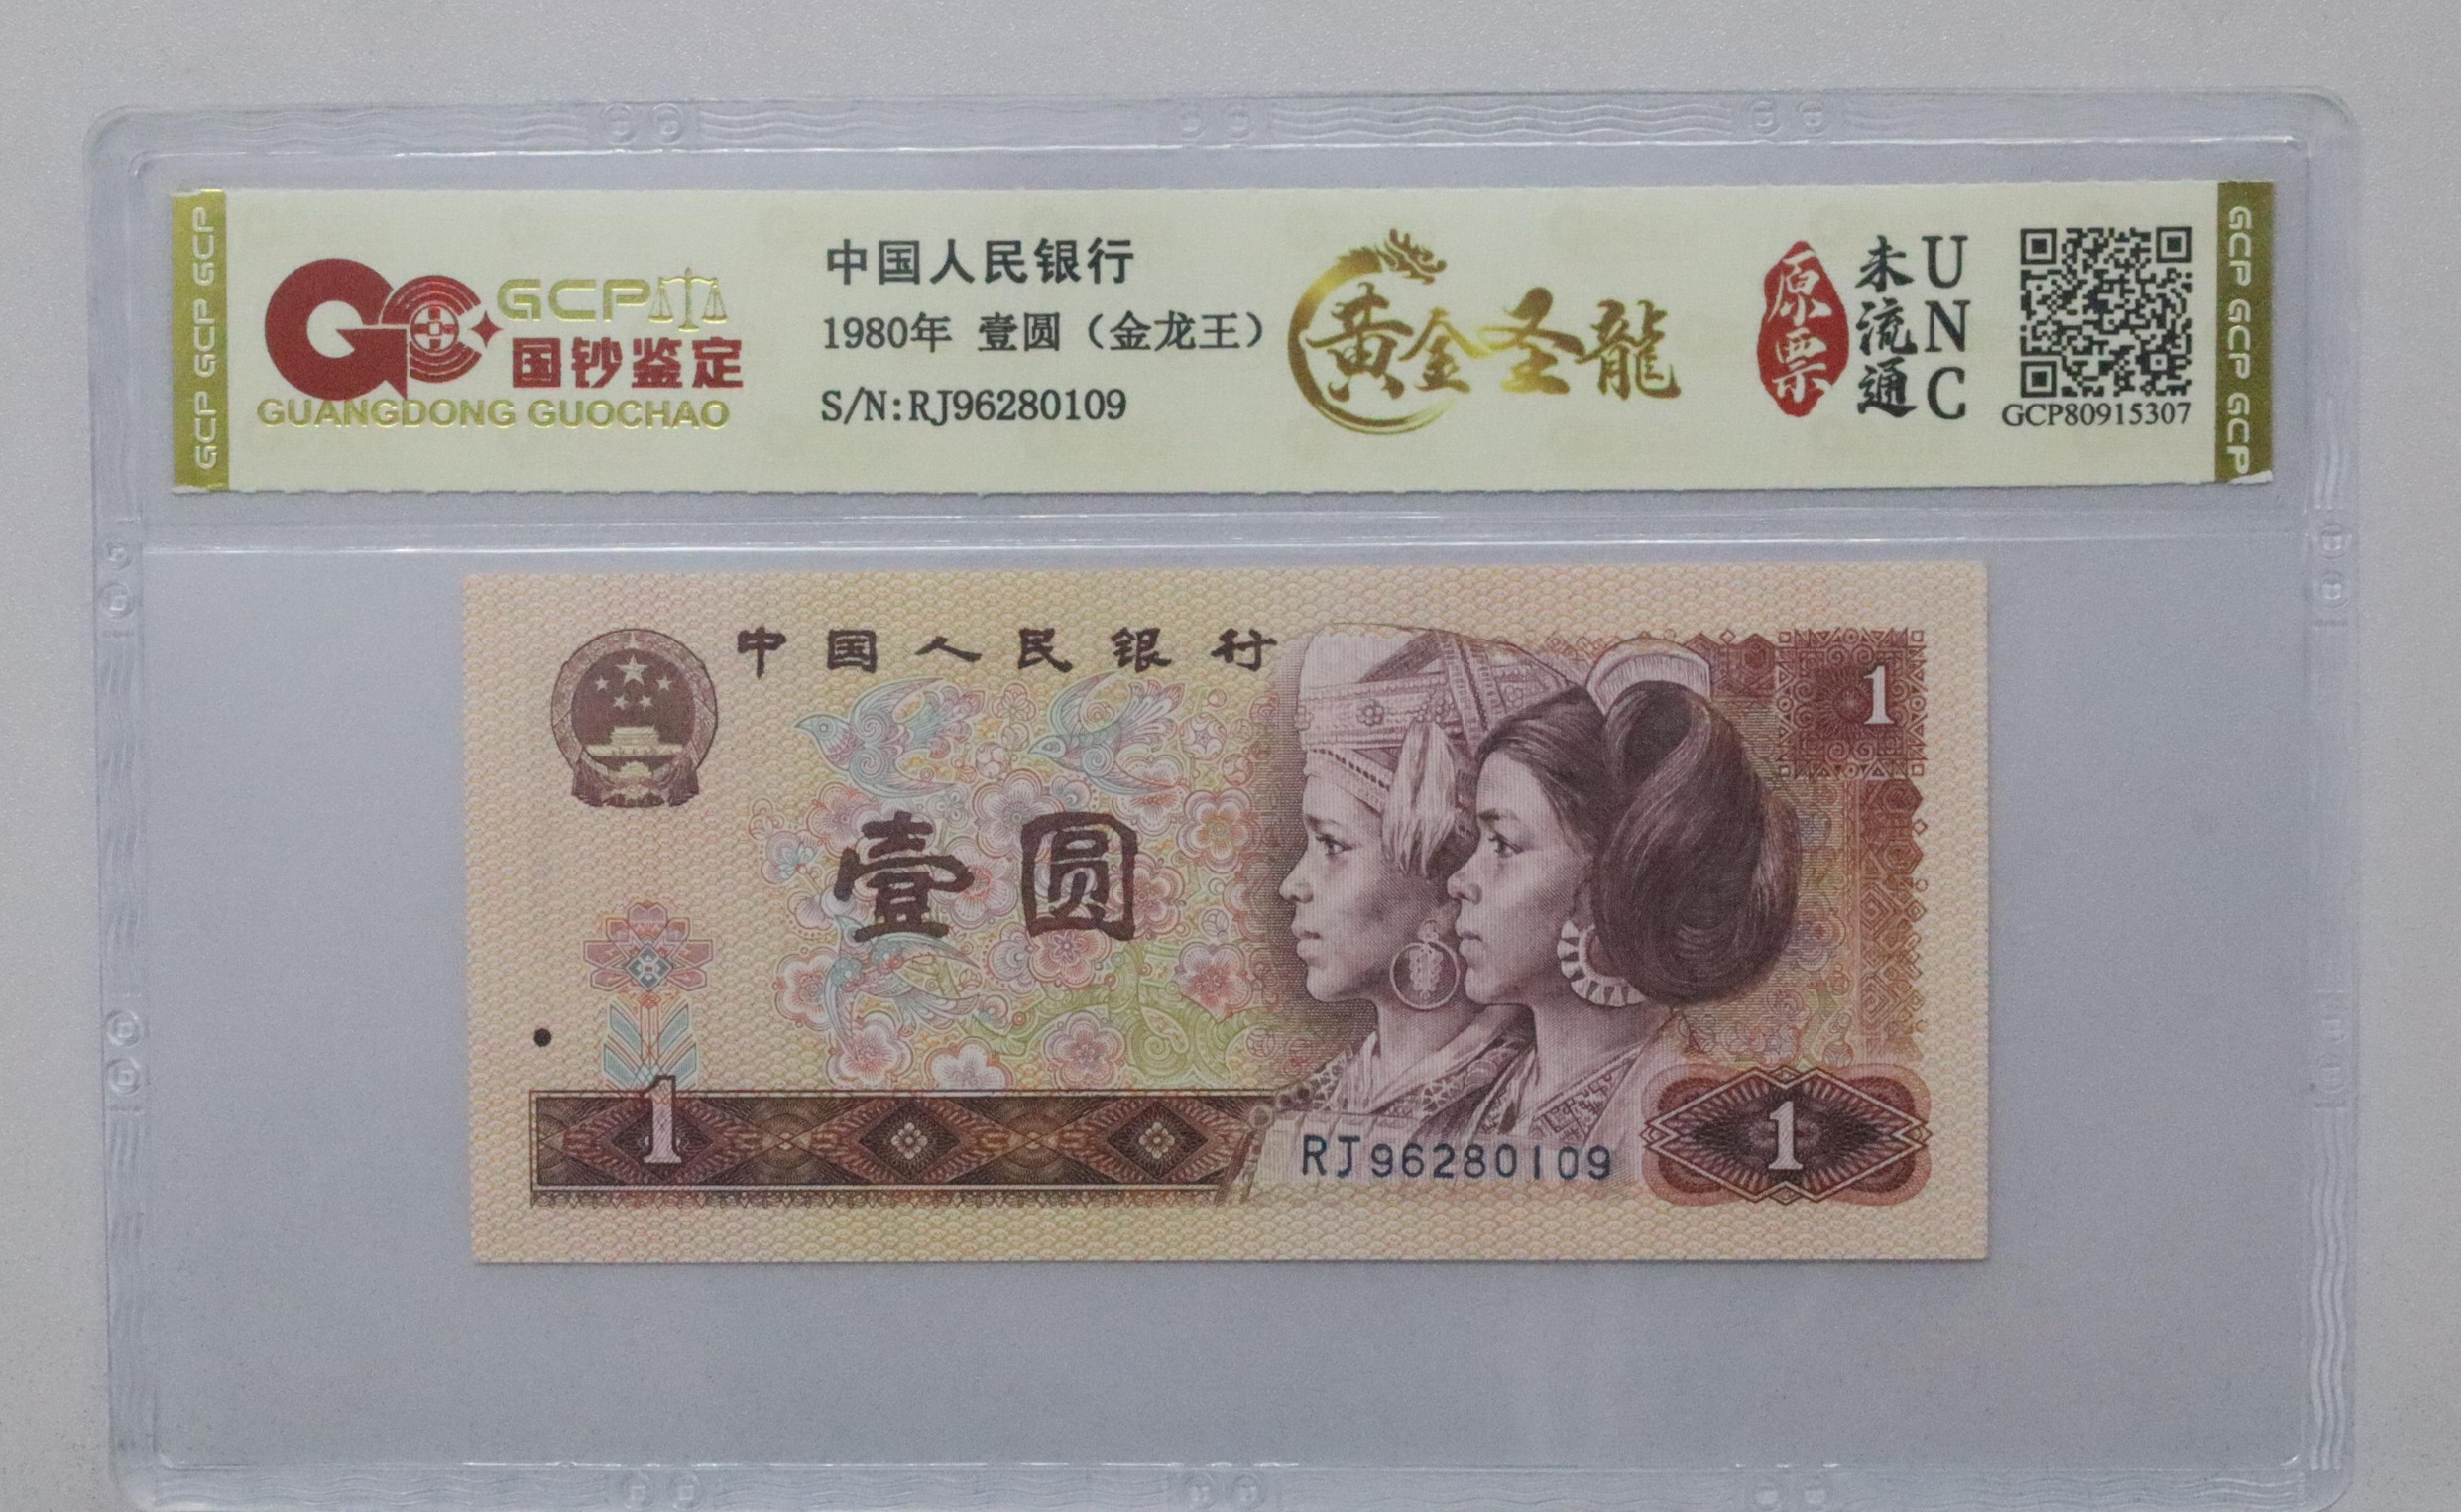 GCP GCP GCP
GCP
国钞鉴定
GUANGDONG GUOCHAO
中国人民银行
1980年 壹圆（金龙王）
S/N:RJ96280109
黄金圣龍
原票
未流通
UNC
GCP80915307
GCP GCP GCP
中国人民银行
1
壹圆
1
RJ96280109
1